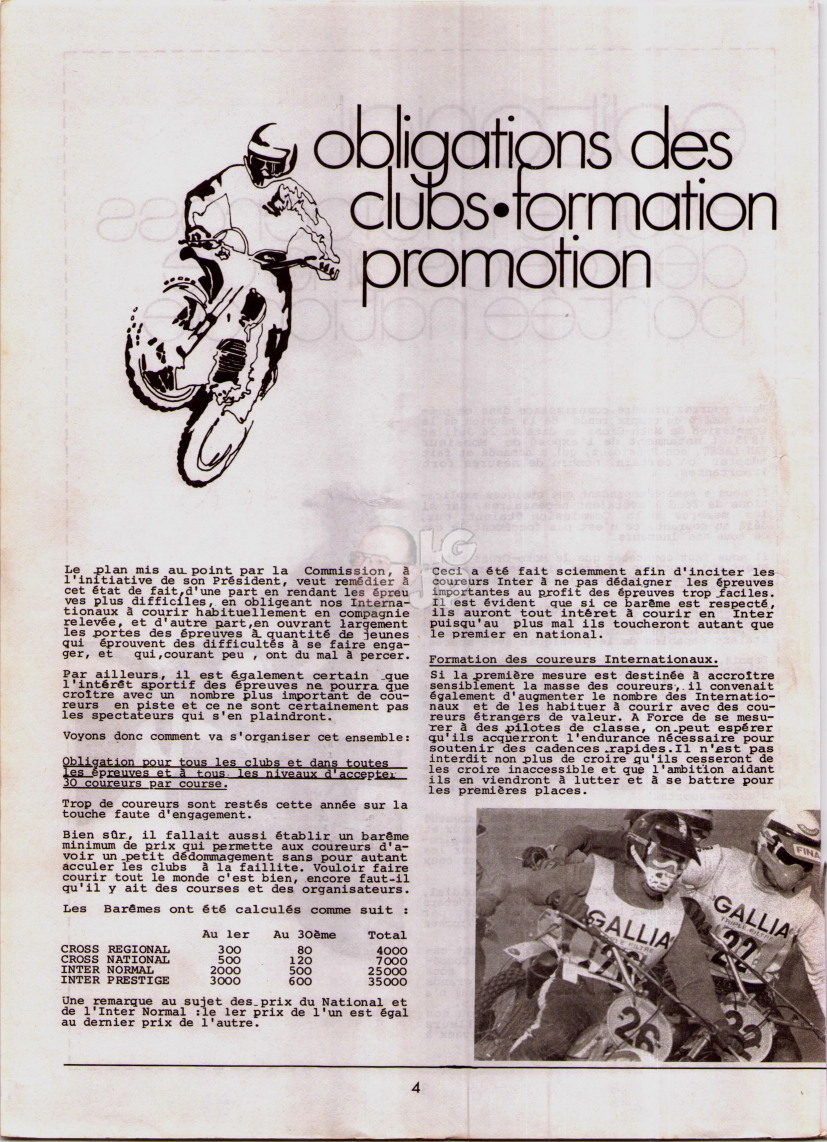 obligations des
clubs•formation
promotion
Le plan mis au point par la Commission, à
l'initiative de son Président, veut remédier à
cet état de fait,d'une part en rendant les épreu
ves plus difficiles, en obligeant nos Interna-
tionaux à courir habituellement en compagnie
relevée, et d'autre part,en ouvrant largement
les portes des épreuves à quantité de jeunes
qui éprouvent des difficultés à se faire enga-
ger, et qui,courant peu , ont du mal à percer.
Par ailleurs, il est également certain que
l'intérêt sportif des épreuves ne pourra que
croître avec un nombre plus important de cou-
reurs en piste et ce ne sont certainement pas
les spectateurs qui s'en plaindront.
Voyons donc comment va s'organiser cet ensemble:
Obligation pour tous les clubs et dans toutes
les épreuves et à tous les niveaux d'accepter
30 coureurs par course.
Trop de coureurs sont restés cette année sur la
touche faute d'engagement.
Bien sûr, il fallait aussi établir un barême
minimum de prix qui permette aux coureurs d'a-
voir un petit dédommagement sans pour autant
acculer les clubs à la faillite. Vouloir faire
courir tout le monde c'est bien, encore faut-il
qu'il y ait des courses et des organisateurs.
Les Barêmes ont été calculés comme suit :
Au 1er Au 30ème Total
CROSS REGIONAL 300 80 4000
CROSS NATIONAL 500 120 7000
INTER NORMAL 2000 500 25000
INTER PRESTIGE 3000 600 35000
Une remarque au sujet des prix du National et
de l'Inter Normal :le 1er prix de l'un est égal
au dernier prix de l'autre.
Ceci a été fait sciemment afin d'inciter les
coureurs Inter à ne pas dédaigner les épreuves
importantes au profit des épreuves trop faciles.
Il est évident que si ce barême est respecté,
ils auront tout intéret à courir en Inter
puisqu'au plus mal ils toucheront autant que
le premier en national.
Formation des coureurs Internationaux.
Si la première mesure est destinée à accroître
sensiblement la masse des coureurs, il convenait
également d'augmenter le nombre des Internatio-
naux et de les habituer à courir avec des cou-
reurs étrangers de valeur. A Force de se mesu-
rer à des pilotes de classe, on peut espérer
qu'ils acquerront l'endurance nécessaire pour
soutenir des cadences rapides.Il n'est pas
interdit non plus de croire qu'ils cesseront de
les croire inaccessible et que l'ambition aidant
ils en viendront à lutter et à se battre pour
les premières places.
LG
FINA
GALLIA
GALLIA
TRIPLE FILTRE
22
26
22
4